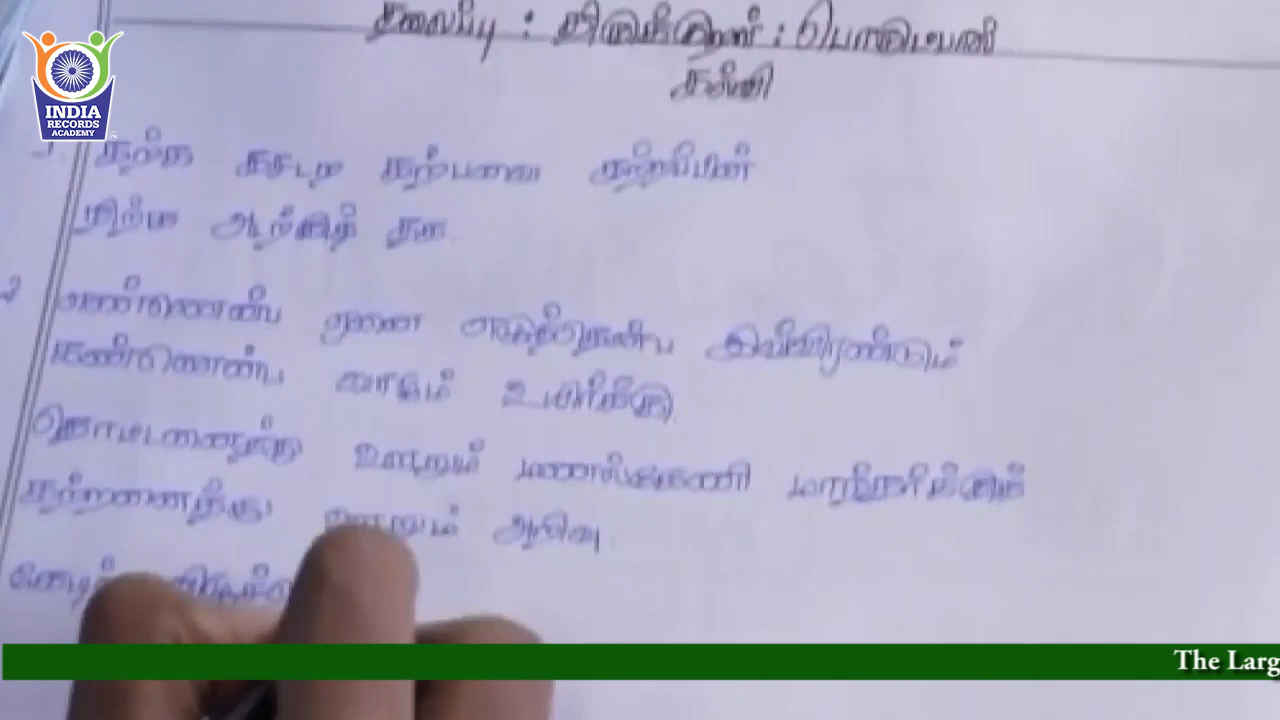 INDIA
RECORDS
ACADEMY
தலைப்பு : திருக்குறள் : பொருட்பால்
கல்வி
1. கற்க கசடற கற்பவை கற்றபின்
நிற்க அதற்குத் தக.
2 எண்ணென்ப ஏனை எழுத்தென்ப இவ்விரண்டும்
கண்ணென்ப வாழும் உயிர்க்கு.
தொட்டனைத்து ஊறும் மணற்கேணி மாந்தர்க்கும்
கற்றனைத்து ஊறும் அறிவு.
The Larg